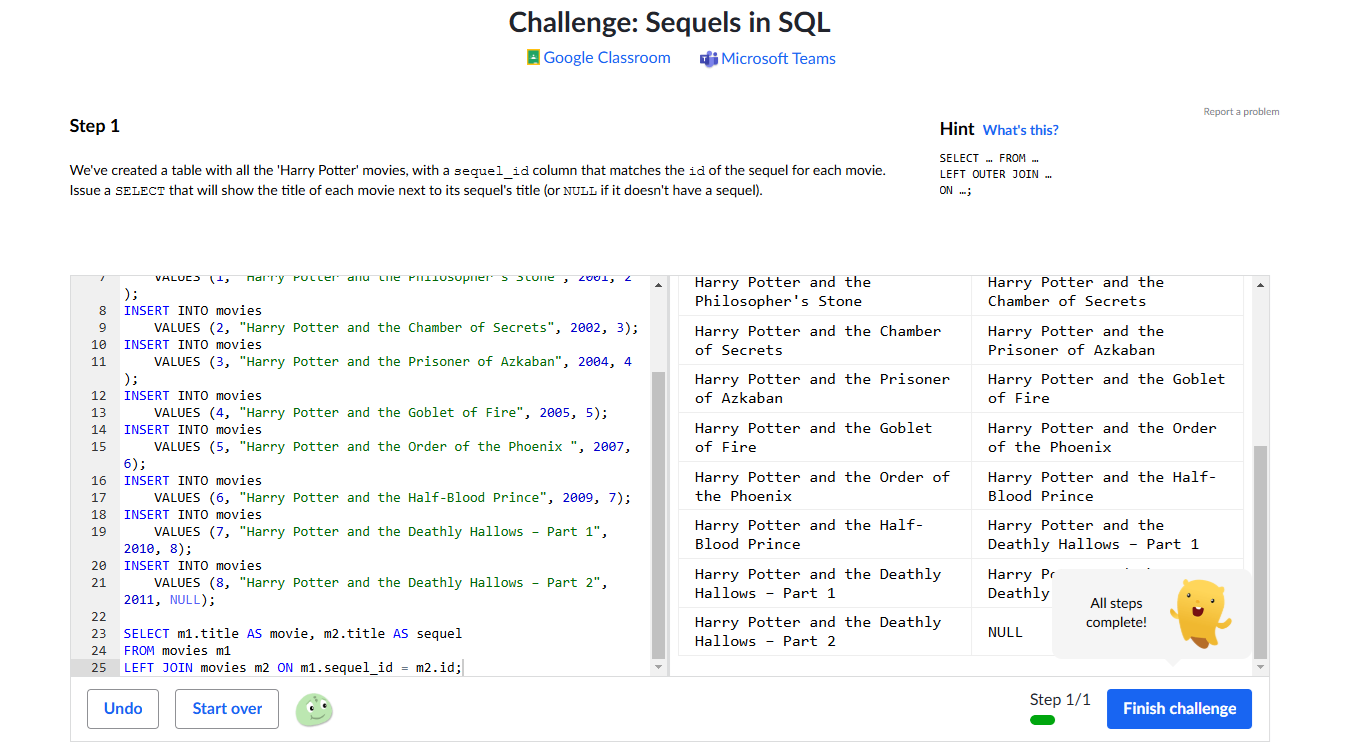 Challenge: Sequels in SQL
Google Classroom
Microsoft Teams
Report a problem
Step 1
We've created a table with all the 'Harry Potter' movies, with a sequel_id column that matches the id of the sequel for each movie.
Issue a SELECT that will show the title of each movie next to its sequel's title (or NULL if it doesn't have a sequel).
Hint What's this?
SELECT … FROM …
LEFT OUTER JOIN …
ON …;
7 VALUES (1, "Harry Potter and the Philosopher's Stone", 2001, 2
);
8 INSERT INTO movies
9 VALUES (2, "Harry Potter and the Chamber of Secrets", 2002, 3);
10 INSERT INTO movies
11 VALUES (3, "Harry Potter and the Prisoner of Azkaban", 2004, 4
);
12 INSERT INTO movies
13 VALUES (4, "Harry Potter and the Goblet of Fire", 2005, 5);
14 INSERT INTO movies
15 VALUES (5, "Harry Potter and the Order of the Phoenix ", 2007,
6);
16 INSERT INTO movies
17 VALUES (6, "Harry Potter and the Half-Blood Prince", 2009, 7);
18 INSERT INTO movies
19 VALUES (7, "Harry Potter and the Deathly Hallows – Part 1",
2010, 8);
20 INSERT INTO movies
21 VALUES (8, "Harry Potter and the Deathly Hallows – Part 2",
2011, NULL);
22
23 SELECT m1.title AS movie, m2.title AS sequel
24 FROM movies m1
25 LEFT JOIN movies m2 ON m1.sequel_id = m2.id;
Harry Potter and the
Philosopher's Stone
Harry Potter and the
Chamber of Secrets
Harry Potter and the Chamber
of Secrets
Harry Potter and the
Prisoner of Azkaban
Harry Potter and the Prisoner
of Azkaban
Harry Potter and the Goblet
of Fire
Harry Potter and the Goblet
of Fire
Harry Potter and the Order
of the Phoenix
Harry Potter and the Order of
the Phoenix
Harry Potter and the Half-
Blood Prince
Harry Potter and the Half-
Blood Prince
Harry Potter and the
Deathly Hallows – Part 1
Harry Potter and the Deathly
Hallows – Part 1
Harry
Deathly
Harry Potter and the Deathly
Hallows – Part 2
NULL
All steps
complete!
Undo
Start over
Step 1/1
Finish challenge